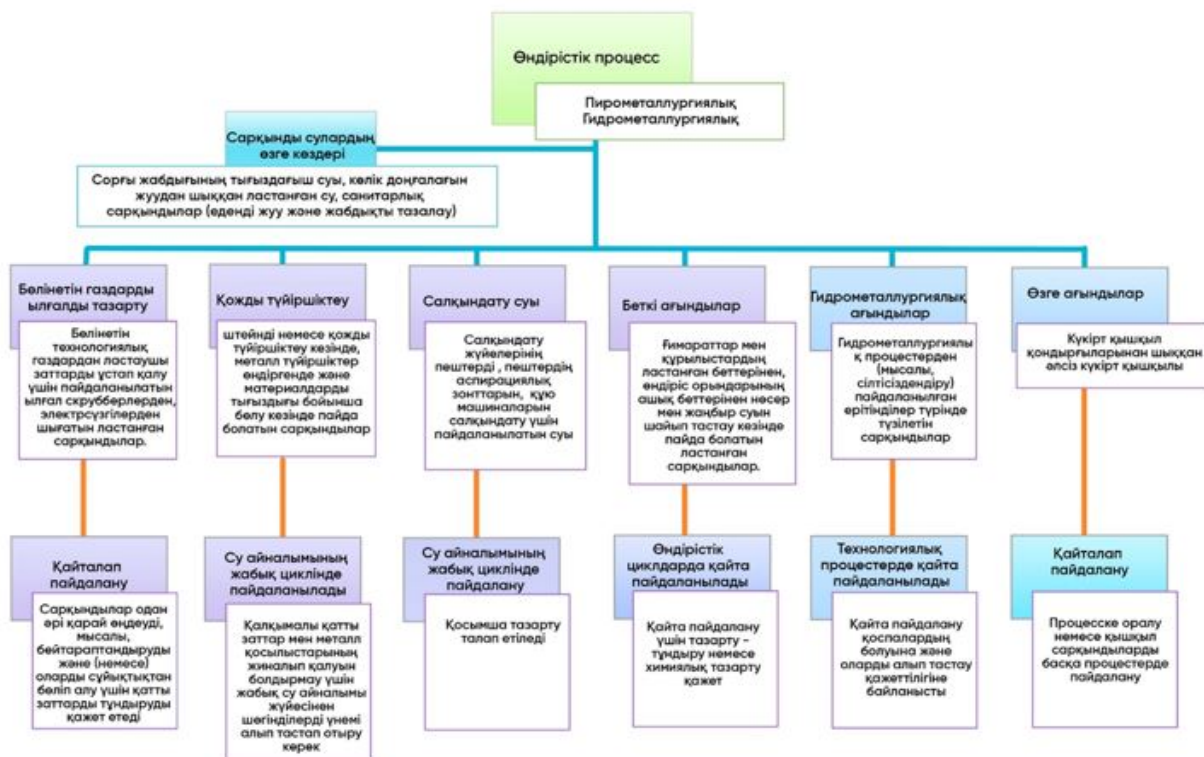 Өндірістік процесс
Пирометаллургиялық
Гидрометаллургиялық
Сарқынды сулардың
өзге көздері
Сорғы жабдығының тығыздағыш суы, көлік доңғалағын
жуудан шыққан ластанған су, санитарлық
сарқындылар (еденді жуу және жабдықты тазалау)
Бөлінетін газдарды
ылғалды тазарту
Бөлінетін
технологиялық
газдардан ластаушы
заттарды ұстап қалу
үшін пайдаланылатын
ылғал скрубберлерден,
электрсүзгілерден
шығатын ластанған
сарқындылар.
Қожды түйіршіктеу
штейнді немесе қожды
түйіршіктеу кезінде,
металл түйіршіктер
өндіргенде және
материалдарды
тығыздығы бойынша
бөлу кезінде пайда
болатын сарқындылар
Салқындату суы
Салқындату
жүйелерінің
пештерді , пештердің
аспирациялық
зонттарын, құю
машиналарын
салқындату үшін
пайдаланылатын суы
Беткі ағындылар
Ғимараттар мен
құрылыстардың
ластанған беттерінен,
өндіріс орындарының
ашық беттерінен нөсер
мен жаңбыр суын
шайып тастау кезінде
пайда болатын
ластанған
сарқындылар.
Гидрометаллургиялық
ағындылар
Гидрометаллургиялы
қ процестерден
(мысалы,
сілтісіздендіру)
пайдаланылған
ерітінділер түрінде
түзілетін
сарқындылар
Өзге ағындылар
Күкірт қышқыл
қондырғыларынан шыққан
әлсіз күкірт қышқылы
Қайталап
пайдалану
Сарқындылар одан
әрі қарай өңдеуді,
мысалы,
бейтараптандыруды
және (немесе)
оларды сұйықтықтан
бөліп алу үшін қатты
заттарды тұндыруды
қажет етеді
Су айналымының
жабық циклінде
пайдаланылады
Қалқымалы қатты
заттар мен металл
қосылыстарының
жиналып қалуын
болдырмау үшін
жабық су айналымы
жүйесінен
шөгінділерді үнемі
алып тастап отыру
керек
Су айналымының
жабық циклінде
пайдалану
Қосымша тазарту
талап етіледі
Өндірістік
циклдарда қайта
пайдаланылады
Қайта пайдалану
үшін тазарту -
тұндыру немесе
химиялық тазарту
қажет
Технологиялық
процестерде қайта
пайдаланылады
Қайта пайдалану
қоспалардың
болуына және
оларды алып тастау
қажеттілігіне
байланысты
Қайталап
пайдалану
Процесске оралу
немесе қышқыл
сарқындыларды
басқа процестерде
пайдалану